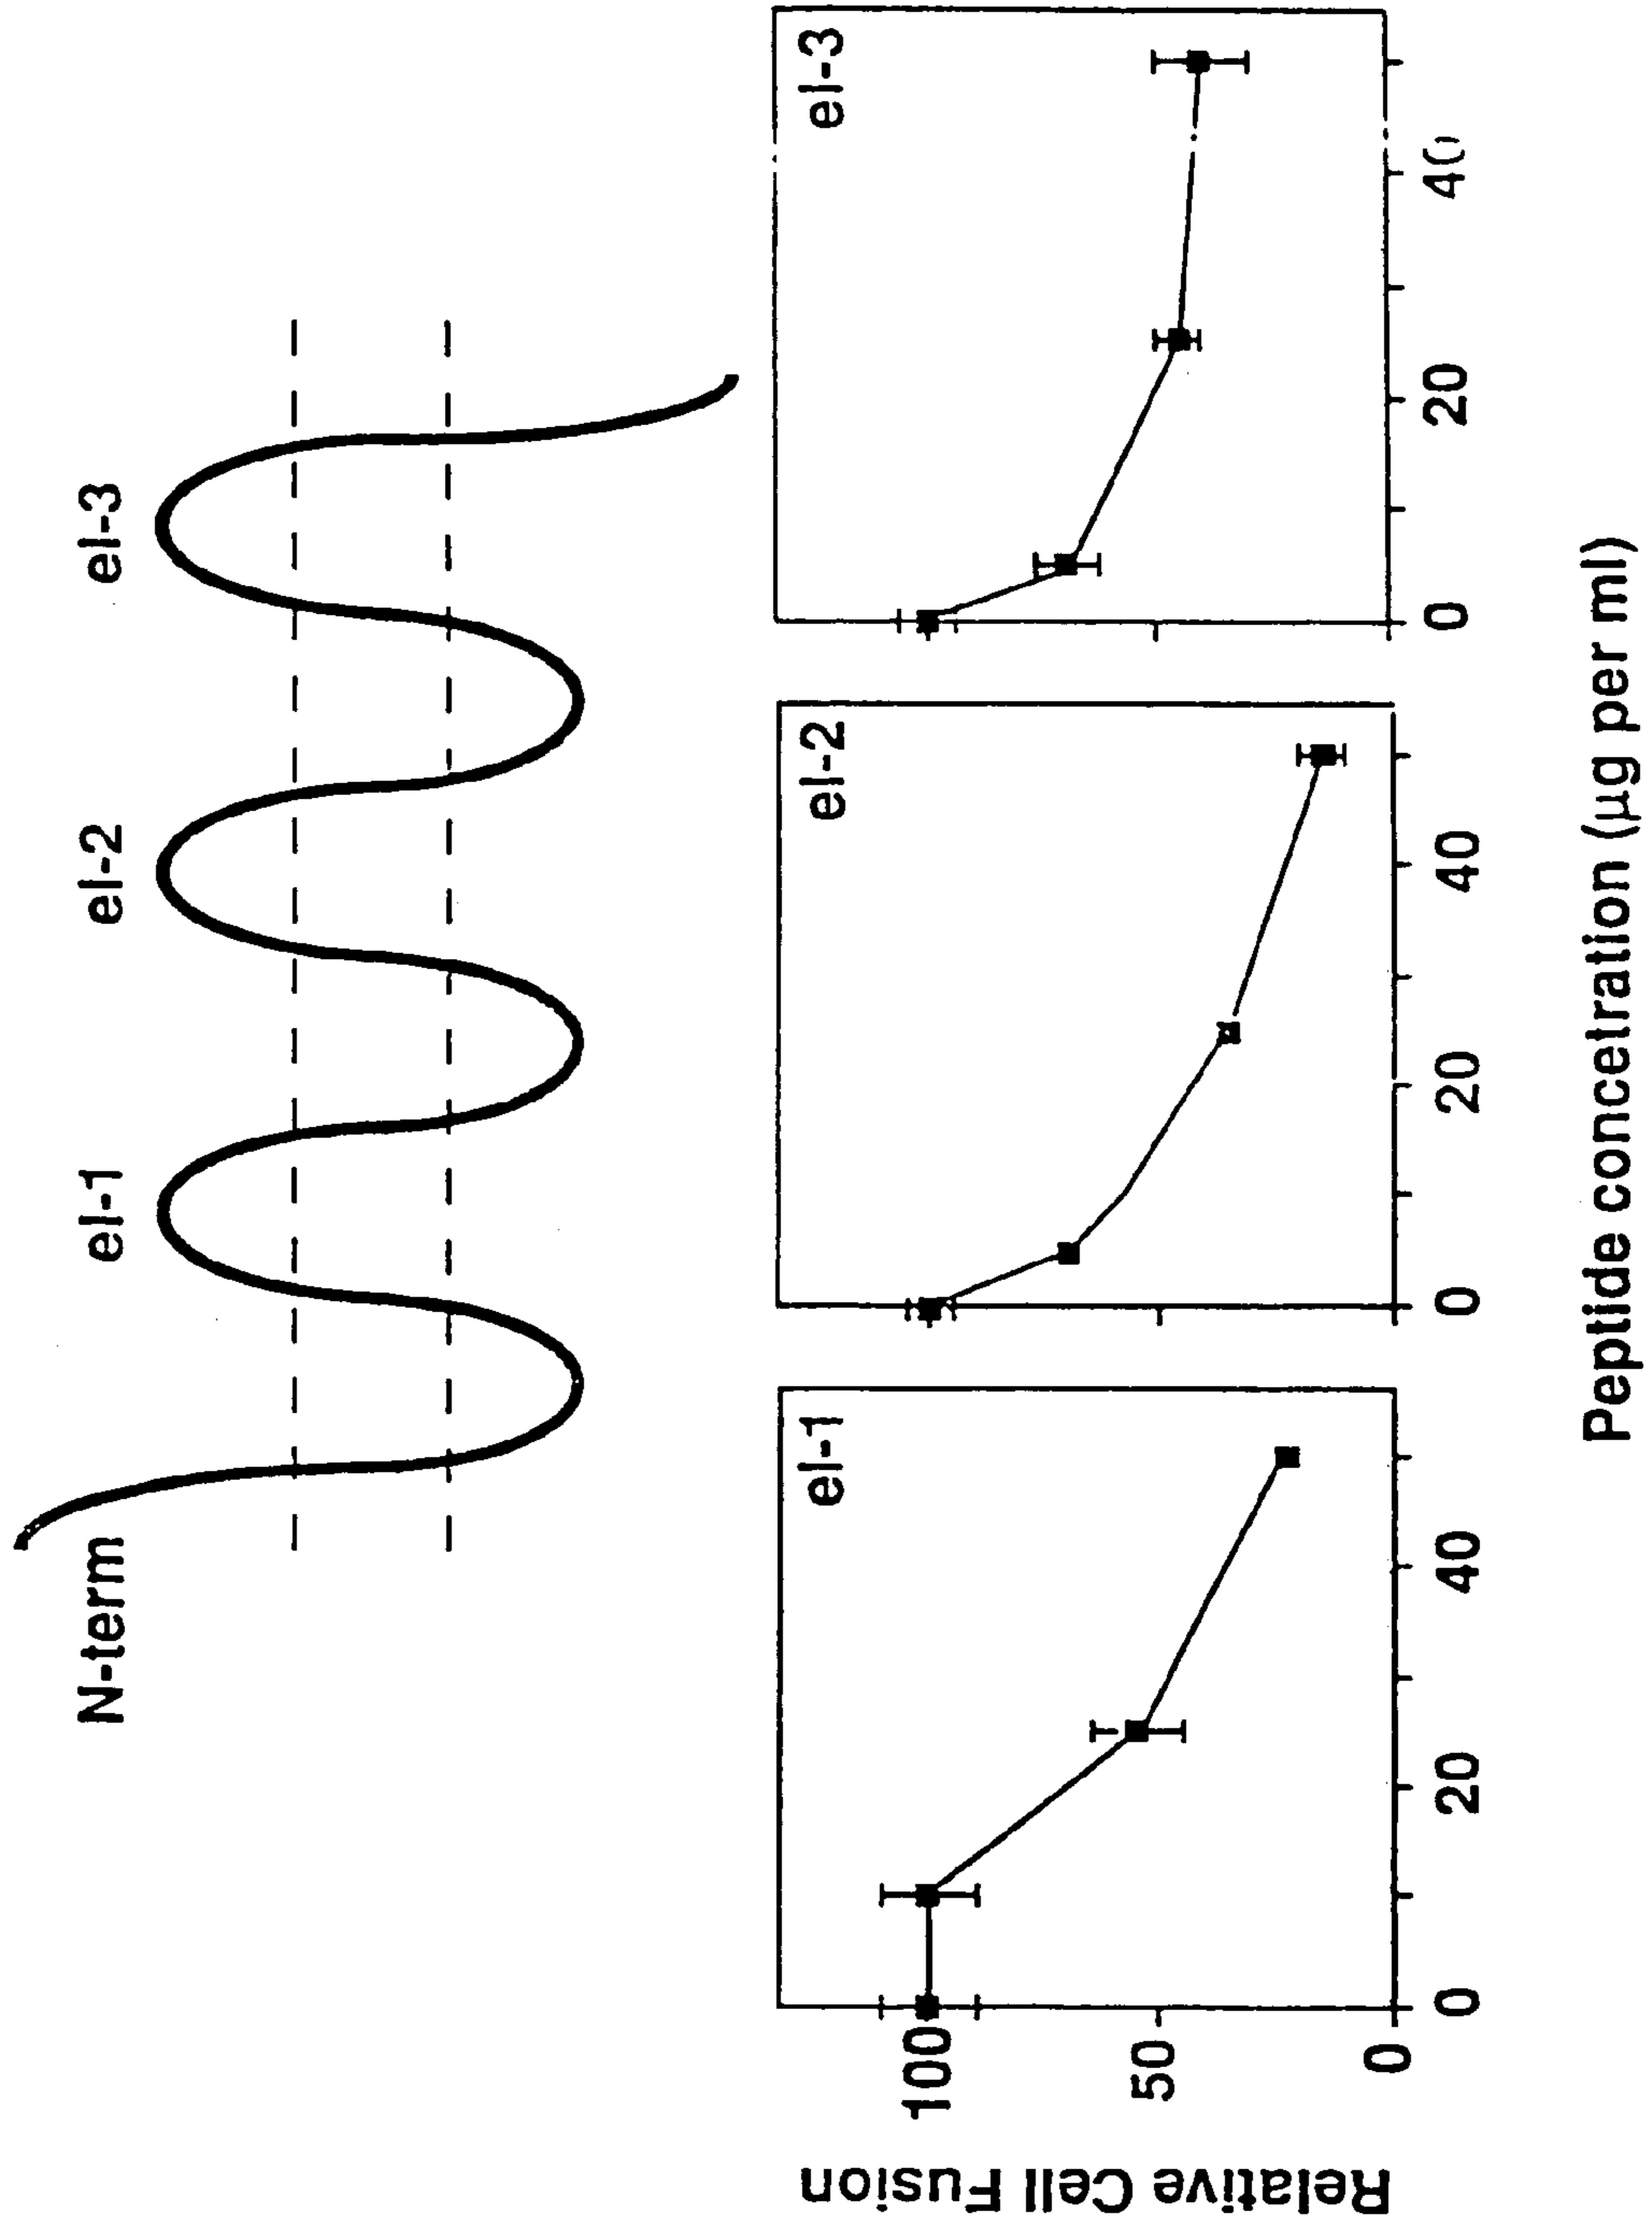 N-term
el-1
el-2
el-3
Relative Cell Fusion
100
50
0
el-1
0
20
40
el-2
0
20
40
el-3
0
20
40
Peptide concetration (µg per ml)